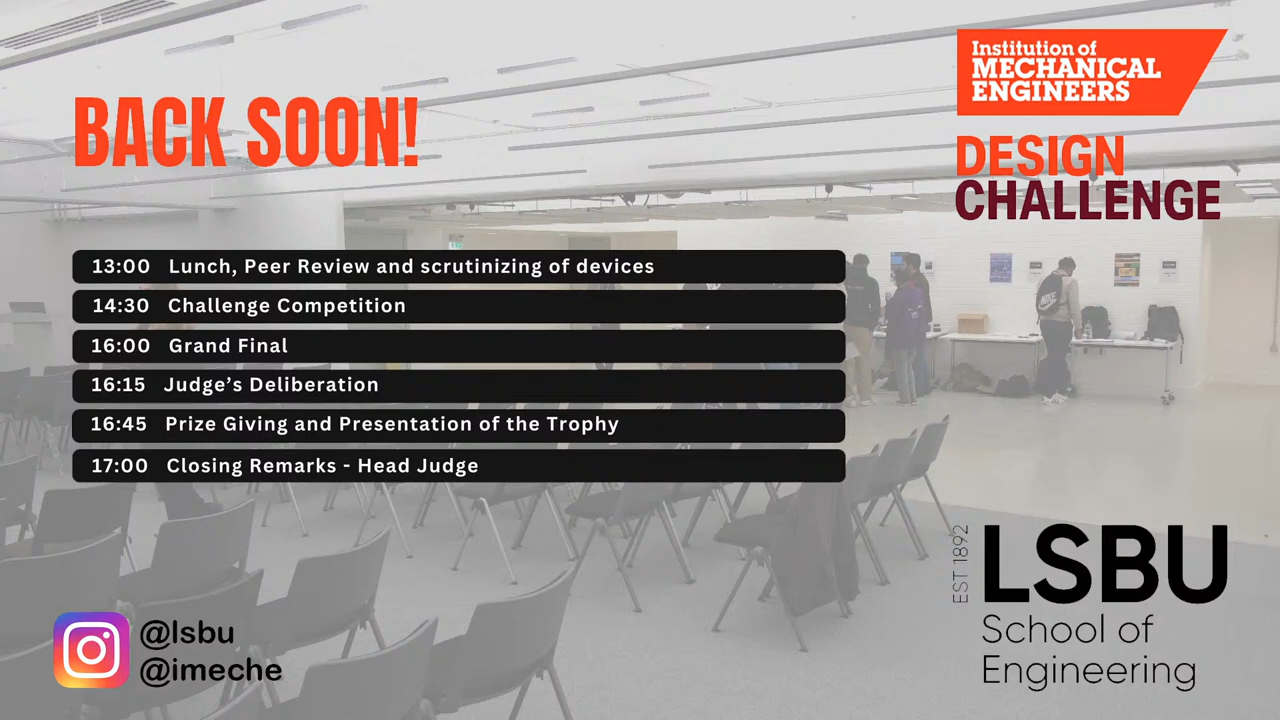 BACK SOON!
Institution of
MECHANICAL
ENGINEERS
DESIGN
CHALLENGE
13:00 Lunch, Peer Review and scrutinizing of devices
14:30 Challenge Competition
16:00 Grand Final
16:15 Judge’s Deliberation
16:45 Prize Giving and Presentation of the Trophy
17:00 Closing Remarks - Head Judge
EST 1892
LSBU
School of
Engineering
@lsbu
@imeche